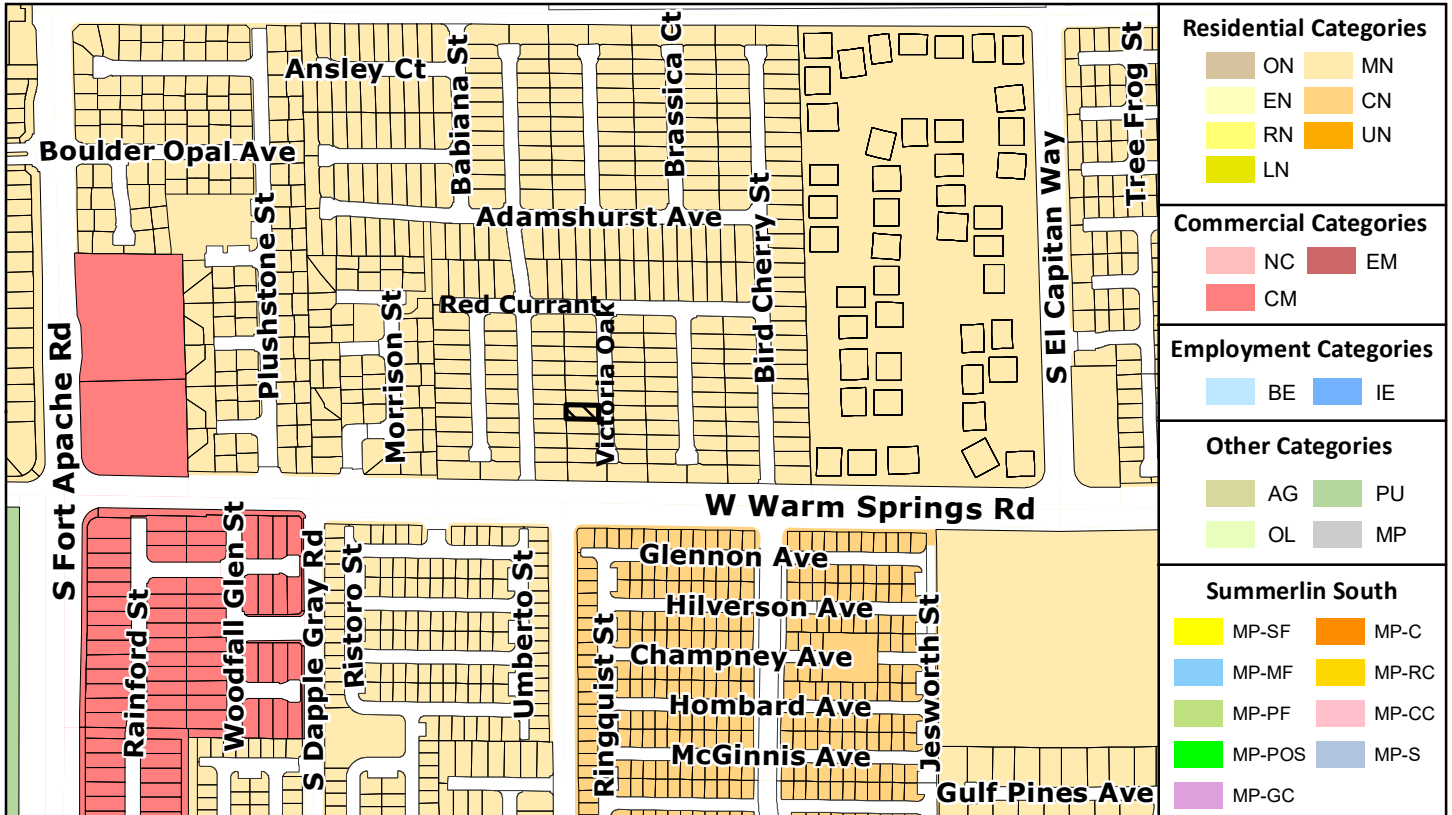 Ansley Ct
Babiana St
Brassica Ct
Tree Frog St
Boulder Opal Ave
S El Capitan Way
Plushstone St
Adamshurst Ave
Bird Cherry St
Red Currant
Morrison St
Victoria Oak
S Fort Apache Rd
W Warm Springs Rd
Woodfall Glen St
S Dapple Gray Rd
Ristoro St
Umberto St
Glennon Ave
Hilverson Ave
Rainford St
Ringquist St
Champney Ave
Jesworth St
Hombard Ave
McGinnis Ave
Gulf Pines Ave
Residential Categories
ON MN
EN CN
RN UN
LN
Commercial Categories
NC EM
CM
Employment Categories
BE IE
Other Categories
AG PU
OL MP
Summerlin South
MP-SF MP-C
MP-MF MP-RC
MP-PF MP-CC
MP-POS MP-S
MP-GC